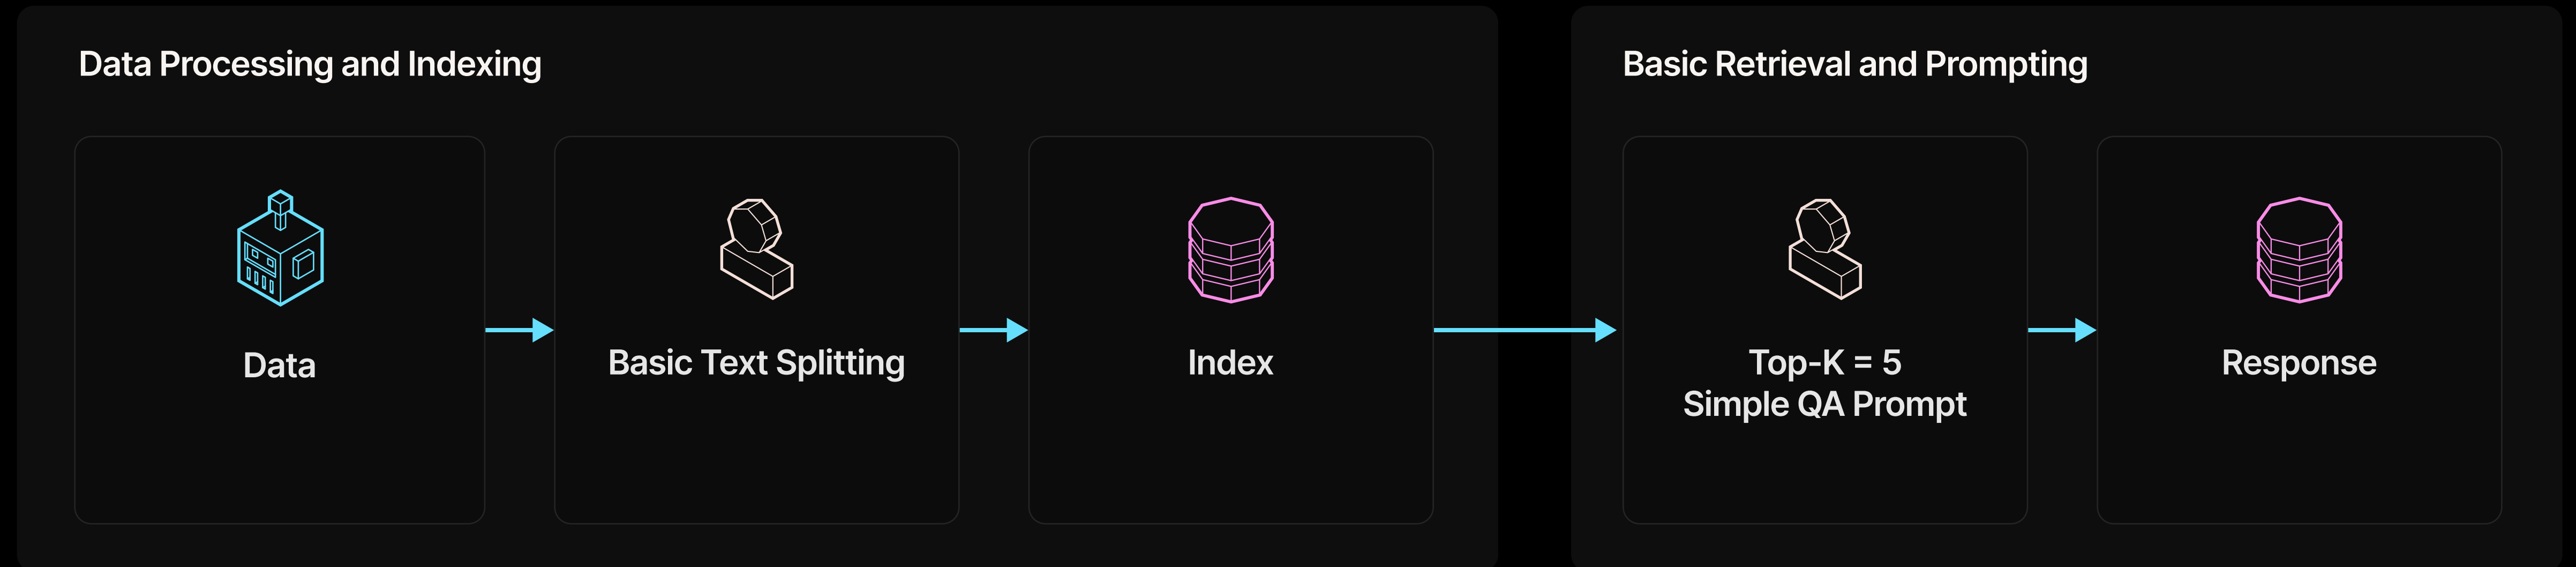 Data Processing and Indexing
Basic Retrieval and Prompting
Data
Basic Text Splitting
Index
Top-K = 5
Simple QA Prompt
Response